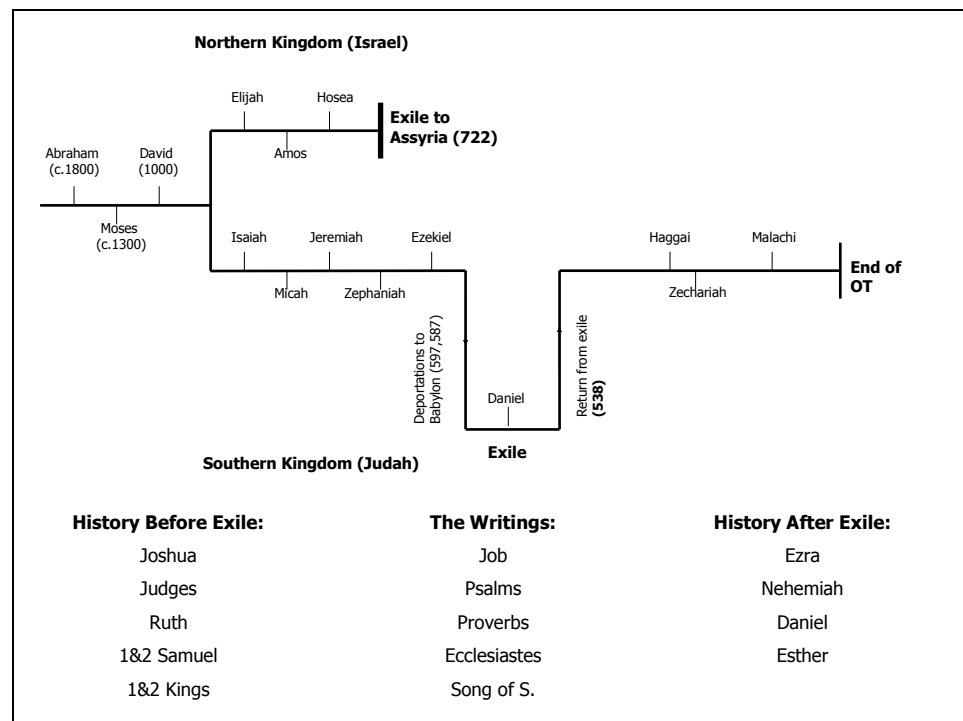 Northern Kingdom (Israel)
Elijah
Hosea
Exile to
Assyria (722)
Amos
Abraham
(c.1800)
David
(1000)
Moses
(c.1300)
Isaiah
Jeremiah
Ezekiel
Micah
Zephaniah
Haggai
Malachi
Zechariah
End of
OT
Deportations to
Babylon (597,587)
Return from exile
(538)
Daniel
Exile
Southern Kingdom (Judah)
History Before Exile:
Joshua
Judges
Ruth
1&2 Samuel
1&2 Kings
The Writings:
Job
Psalms
Proverbs
Ecclesiastes
Song of S.
History After Exile:
Ezra
Nehemiah
Daniel
Esther